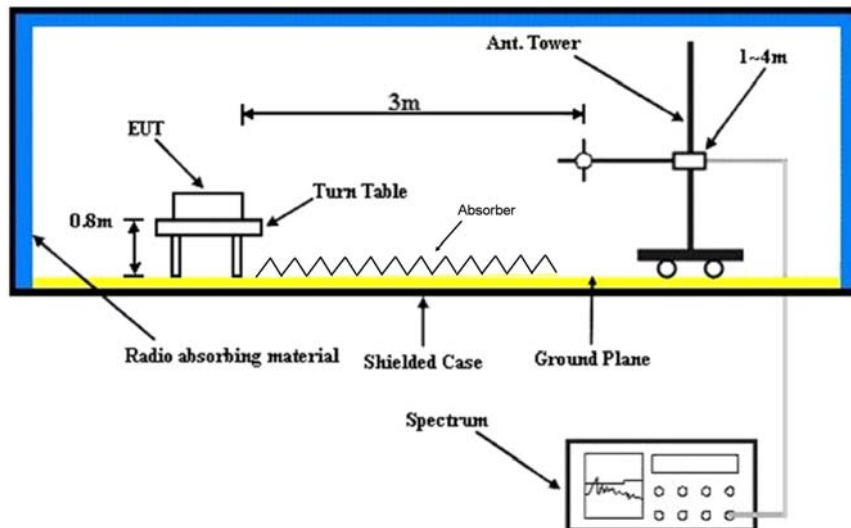 Ant. Tower
1~4m
3m
EUT
Turn Table
0.8m
Absorber
Radio absorbing material
Shielded Case
Ground Plane
Spectrum